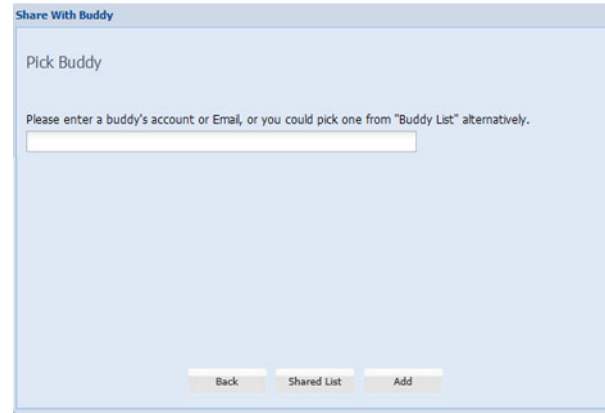 Share With Buddy
Pick Buddy
Please enter a buddy's account or Email, or you could pick one from "Buddy List" alternatively.
Back Shared List Add